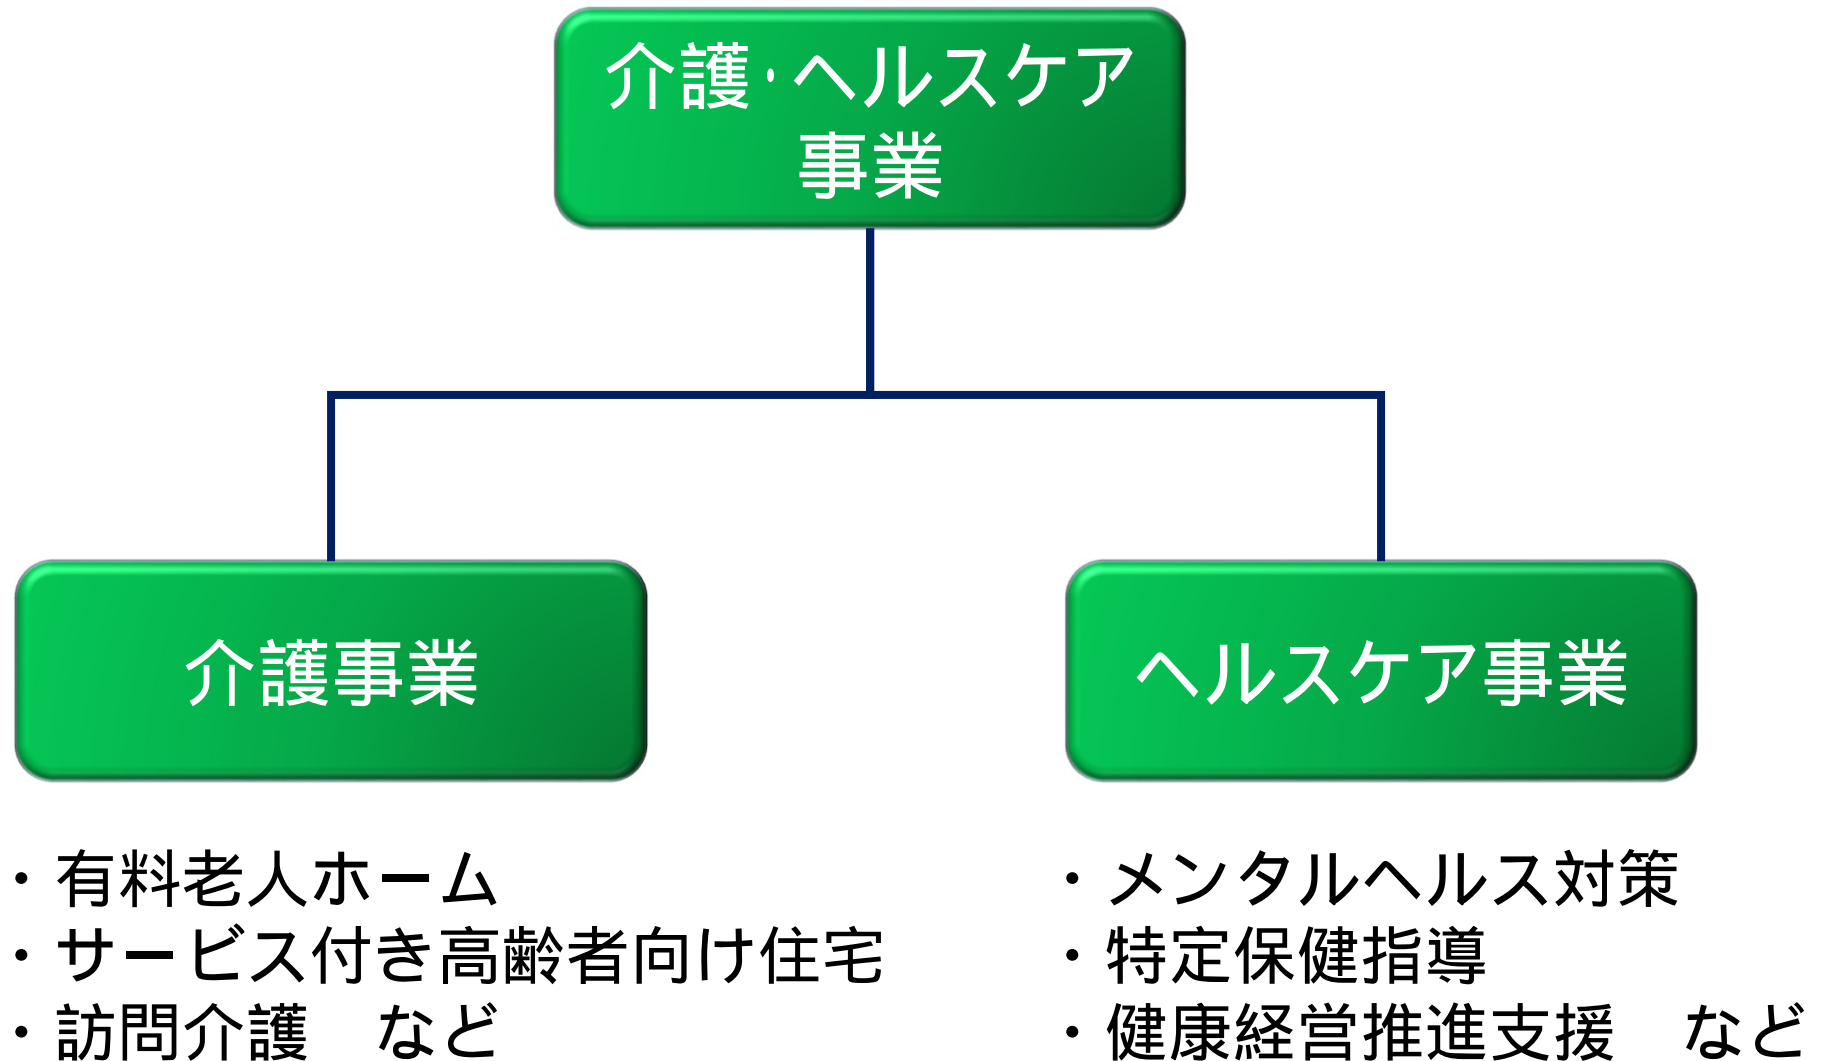 介護・ヘルスケア
事業
介護事業
ヘルスケア事業
・有料老人ホーム
・サービス付き高齢者向け住宅
・訪問介護　など
・メンタルヘルス対策
・特定保健指導
・健康経営推進支援　など